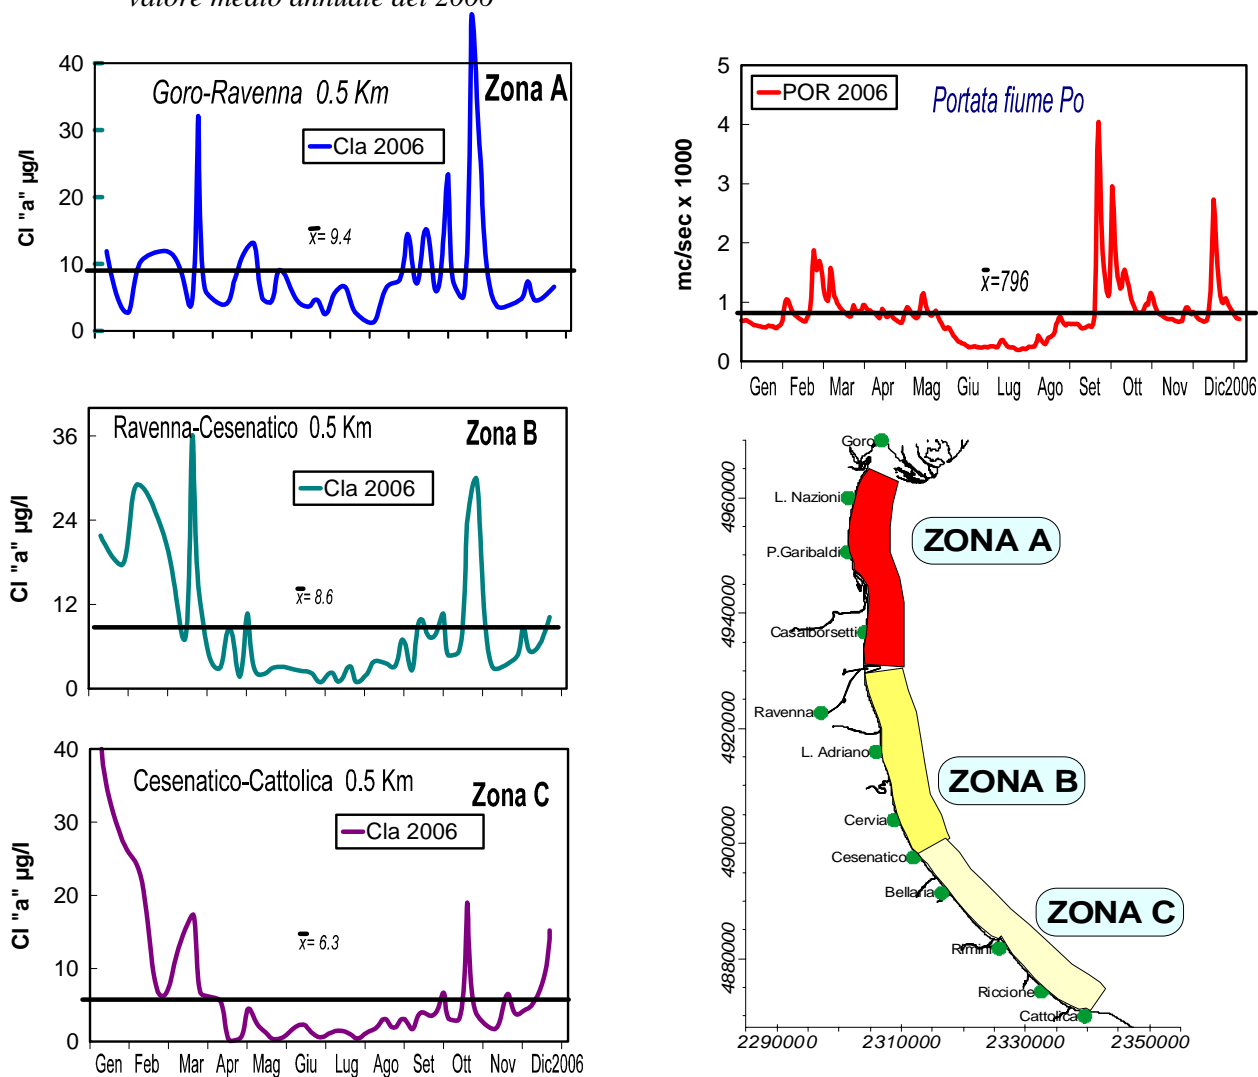 valore medio annuale del 2006
40
30
20
10
0
Cl "a" µg/l
Goro-Ravenna 0.5 Km
Zona A
Cla 2006
x= 9.4
36
24
12
0
Cl "a" µg/l
Ravenna-Cesenatico 0.5 Km
Zona B
Cla 2006
x= 8.6
40
30
20
10
0
Cl "a" µg/l
Cesenatico-Cattolica 0.5 Km
Zona C
Cla 2006
x= 6.3
Gen Feb Mar Apr Mag Giu Lug Ago Set Ott Nov Dic2006
5
4
3
2
1
0
mc/sec x 1000
POR 2006
Portata fiume Po
x=796
Gen Feb Mar Apr Mag Giu Lug Ago Set Ott Nov Dic2006
4960000
4940000
4920000
4900000
4880000
Goro
L. Nazioni
P.Garibaldi
Casalborsetti
Ravenna
L. Adriano
Cervia
Cesenatico
Bellaria
Rimini
Riccione
Cattolica
ZONA A
ZONA B
ZONA C
2290000 2310000 2330000 2350000